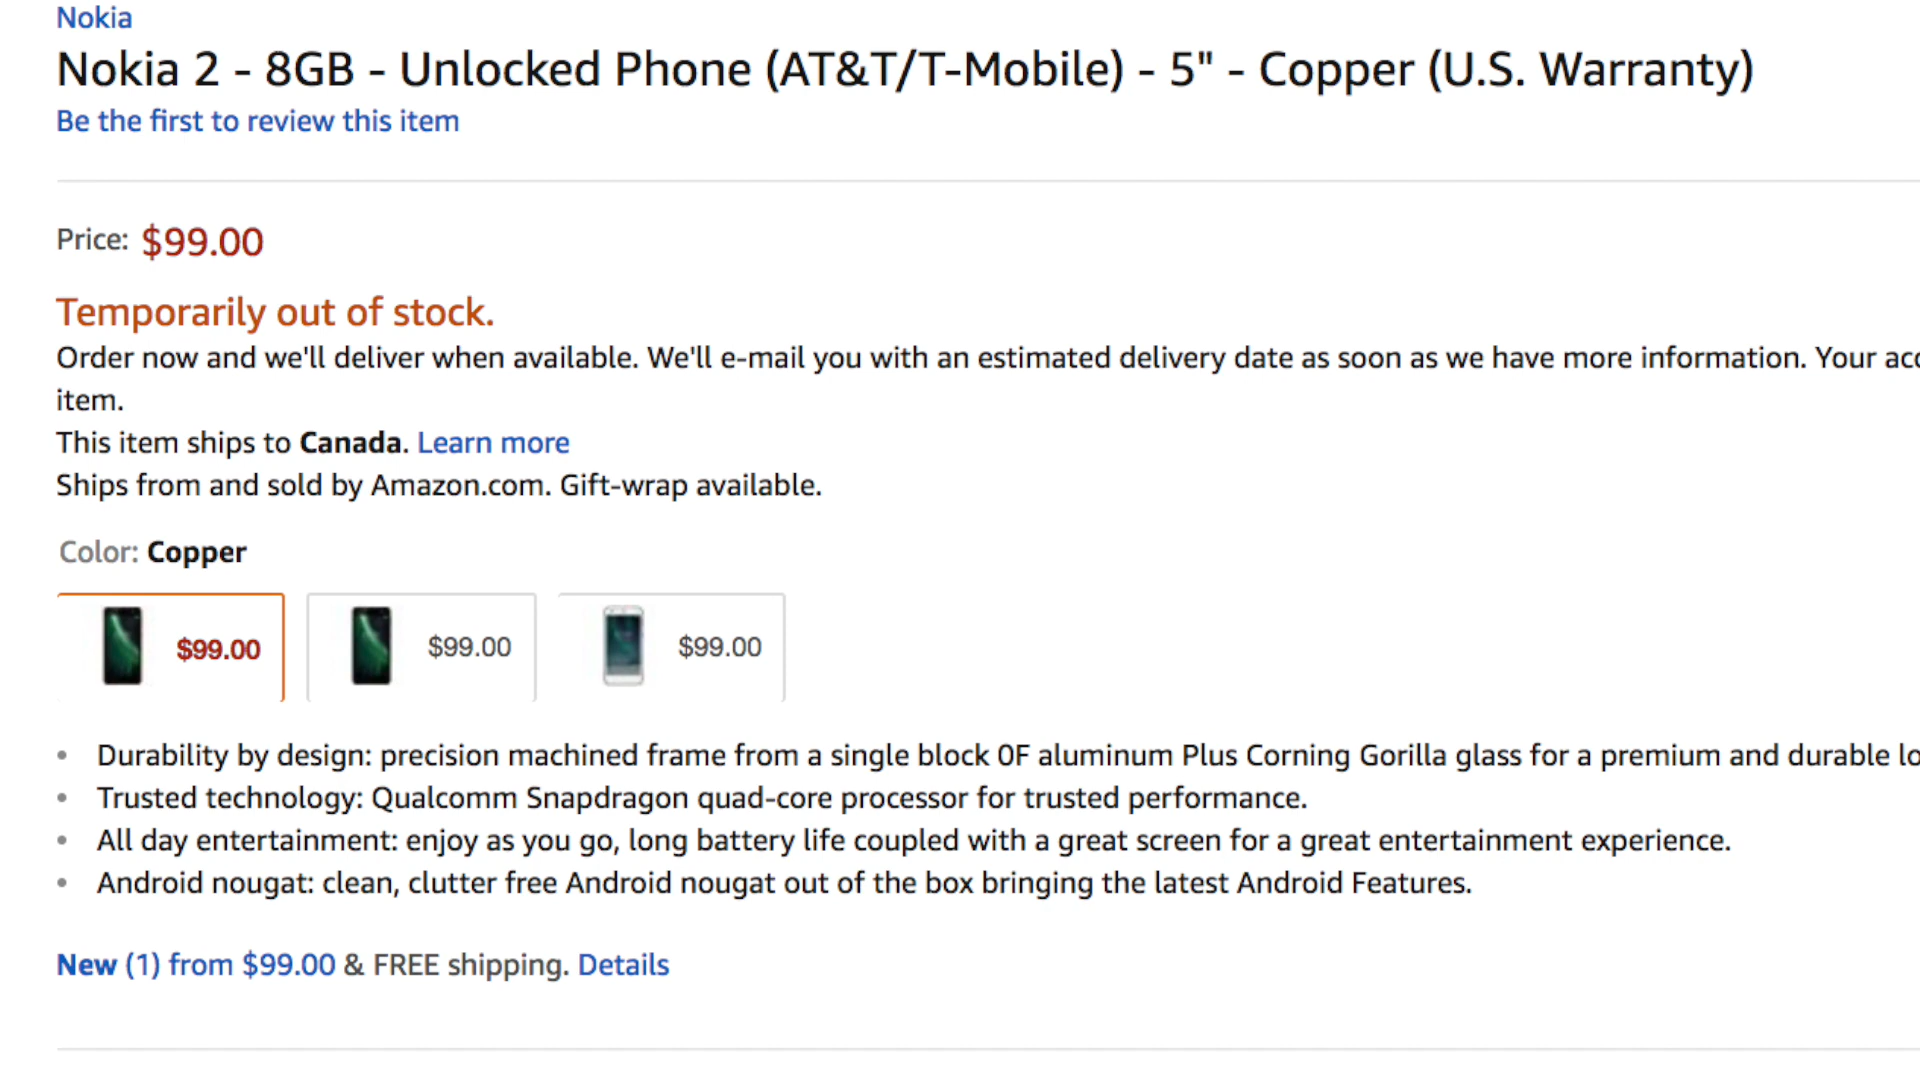 Nokia
Nokia 2 - 8GB - Unlocked Phone (AT&T/T-Mobile) - 5" - Copper (U.S. Warranty)
Be the first to review this item
Price: $99.00
Temporarily out of stock.
Order now and we'll deliver when available. We'll e-mail you with an estimated delivery date as soon as we have more information. Your
item.
This item ships to Canada. Learn more
Ships from and sold by Amazon.com. Gift-wrap available.
Color: Copper
$99.00 $99.00 $99.00
• Durability by design: precision machined frame from a single block OF aluminum Plus Corning Gorilla glass for a premium and durable
• Trusted technology: Qualcomm Snapdragon quad-core processor for trusted performance.
• All day entertainment: enjoy as you go, long battery life coupled with a great screen for a great entertainment experience.
• Android nougat: clean, clutter free Android nougat out of the box bringing the latest Android Features.
New (1) from $99.00 & FREE shipping. Details